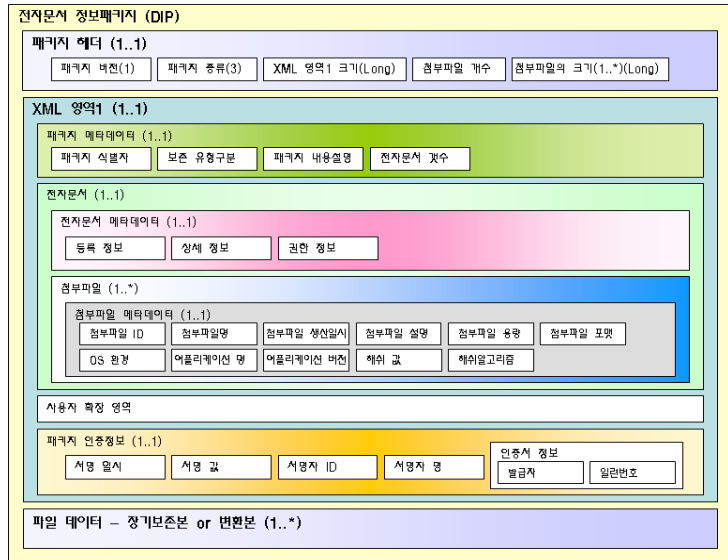 전자문서 정보패키지 (DIP)
패키지 헤더 (1..1)
패키지 버전(1) 패키지 종류(3) XML 영역1 크기(Long) 첨부파일 개수 첨부파일의 크기(1..*)(Long)
XML 영역1 (1..1)
패키지 메타데이터 (1..1)
패키지 식별자 보존 유형구분 패키지 내용설명 전자문서 갯수
전자문서 (1..1)
전자문서 메타데이터 (1..1)
등록 정보 상세 정보 권한 정보
첨부파일 (1..*)
첨부파일 메타데이터 (1..1)
첨부파일 ID 첨부파일명 첨부파일 생산일시 첨부파일 설명 첨부파일 용량 첨부파일 포맷
OS 환경 어플리케이션 명 어플리케이션 버전 해쉬 값 해쉬알고리즘
사용자 확장 영역
패키지 인증정보 (1..1)
서명 일시 서명 값 서명자 ID 서명자 명
인증서 정보
발급자 일련번호
파일 데이터 – 장기보존본 or 변환본 (1..*)